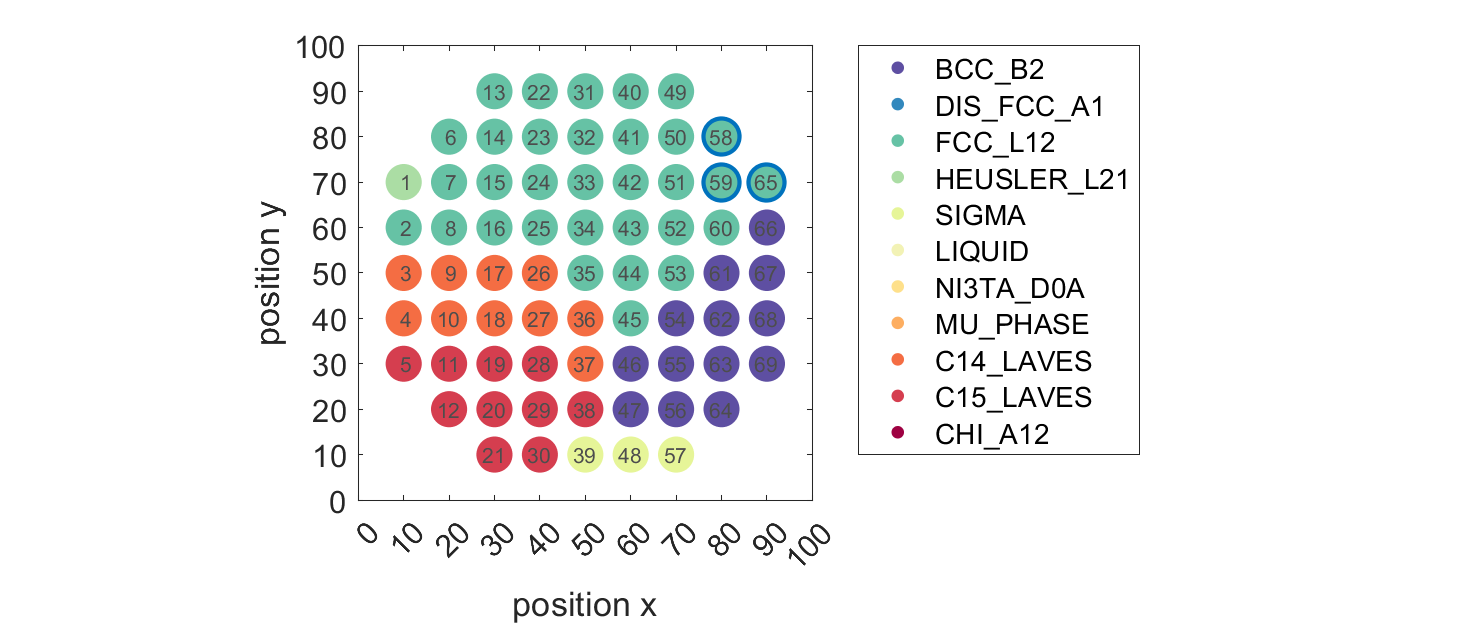 100
90
80
70
60
50
40
30
20
10
0
position y
13 22 31 40 49
6 14 23 32 41 50 58
1 7 15 24 33 42 51 59 65
2 8 16 25 34 43 52 60 66
3 9 17 26 35 44 53 61 67
4 10 18 27 36 45 54 62 68
5 11 19 28 37 46 55 63 69
12 20 29 38 47 56 64
21 30 39 48 57
0 10 20 30 40 50 60 70 80 90 100
position x
BCC_B2
DIS_FCC_A1
FCC_L12
HEUSLER_L21
SIGMA
LIQUID
NI3TA_D0A
MU_PHASE
C14_LAVES
C15_LAVES
CHI_A12